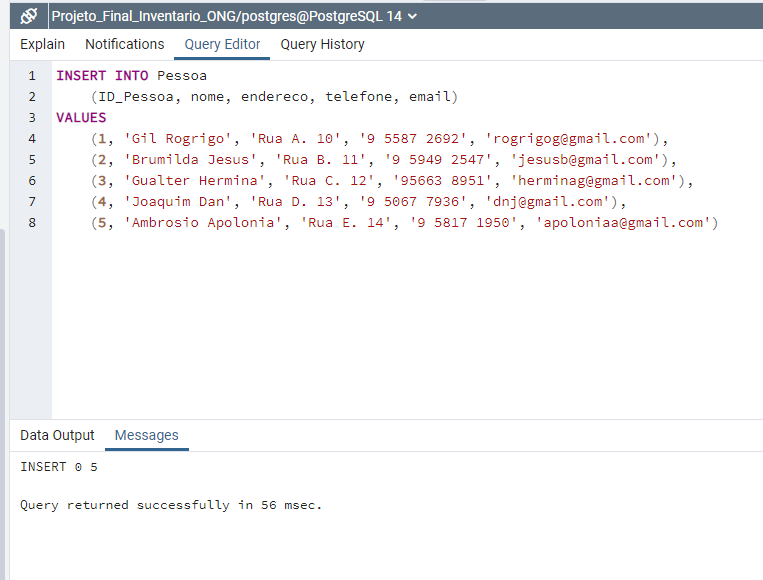 Projeto_Final_Inventario_ONG/postgres@PostgreSQL 14
Explain Notifications Query Editor Query History
1 INSERT INTO Pessoa
2 (ID_Pessoa, nome, endereco, telefone, email)
3 VALUES
4 (1, 'Gil Rogrigo', 'Rua A. 10', '9 5587 2692', 'rogrigog@gmail.com'),
5 (2, 'Brumilda Jesus', 'Rua B. 11', '9 5949 2547', 'jesusb@gmail.com'),
6 (3, 'Gualter Hermina', 'Rua C. 12', '95663 8951', 'herminag@gmail.com'),
7 (4, 'Joaquim Dan', 'Rua D. 13', '9 5067 7936', 'dnj@gmail.com'),
8 (5, 'Ambrosio Apolonia', 'Rua E. 14', '9 5817 1950', 'apoloniaa@gmail.com')
Data Output Messages
INSERT 0 5
Query returned successfully in 56 msec.